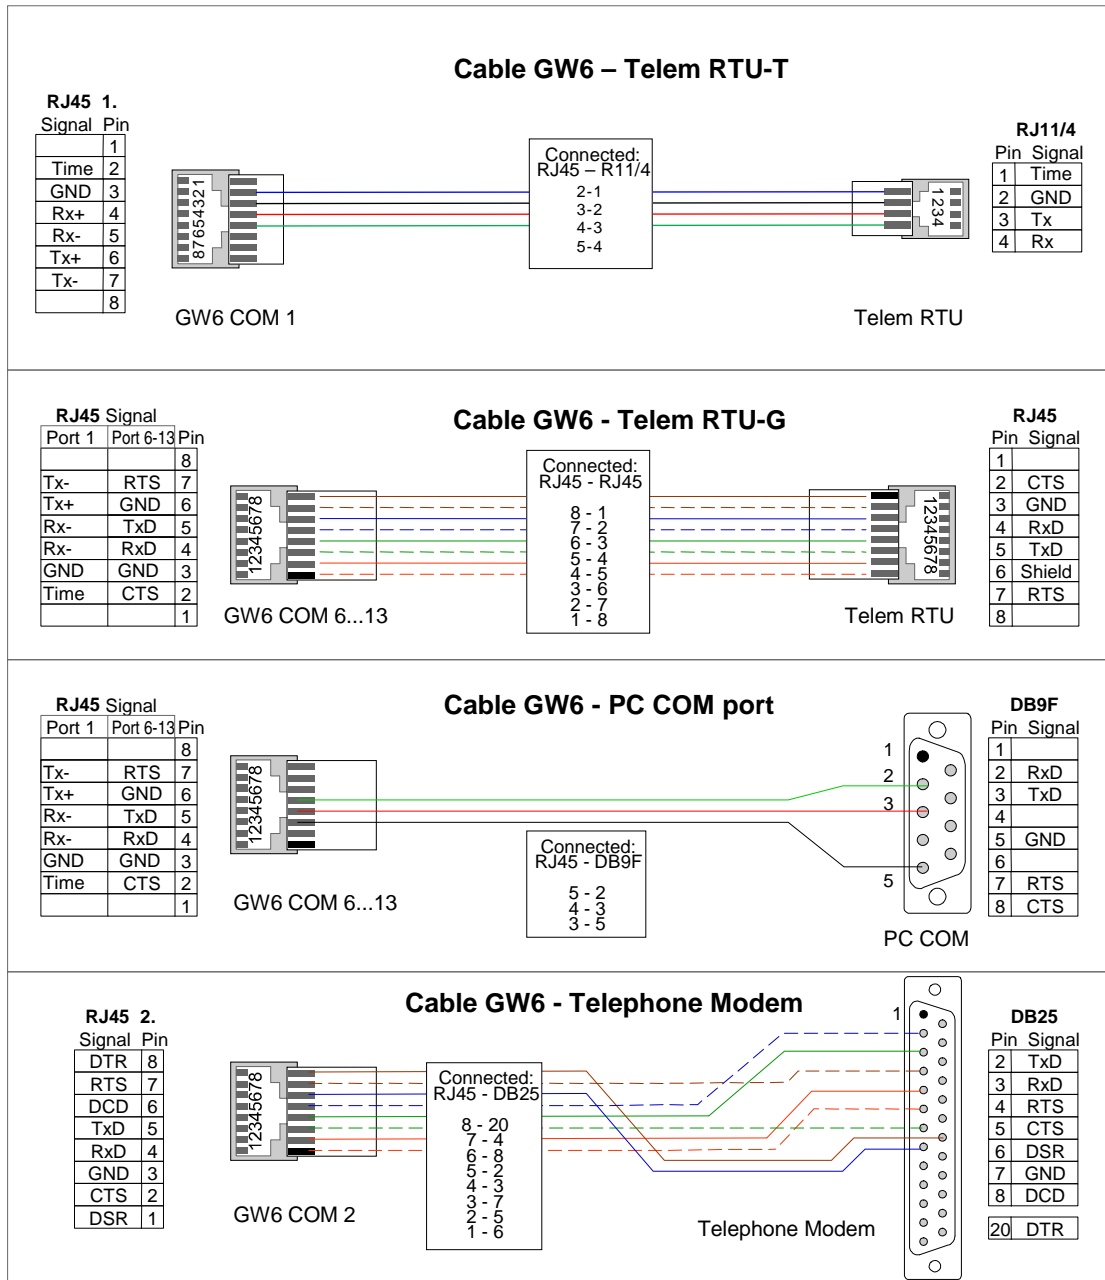 Cable GW6 – Telem RTU-T
RJ45 1.
Signal Pin
1
Time 2
GND 3
Rx+ 4
Rx- 5
Tx+ 6
Tx- 7
8
87654321
GW6 COM 1
Connected:
RJ45 – R11/4
2-1
3-2
4-3
5-4
1234
Telem RTU
RJ11/4
Pin Signal
1 Time
2 GND
3 Tx
4 Rx
Cable GW6 - Telem RTU-G
RJ45 Signal
Port 1 Port 6-13 Pin
8
Tx- RTS 7
Tx+ GND 6
Rx- TxD 5
Rx- RxD 4
GND GND 3
Time CTS 2
1
12345678
GW6 COM 6...13
Connected:
RJ45 - RJ45
8 - 1
7 - 2
6 - 3
5 - 4
4 - 5
3 - 6
2 - 7
1 - 8
12345678
Telem RTU
RJ45
Pin Signal
1
2 CTS
3 GND
4 RxD
5 TxD
6 Shield
7 RTS
8
Cable GW6 - PC COM port
RJ45 Signal
Port 1 Port 6-13 Pin
8
Tx- RTS 7
Tx+ GND 6
Rx- TxD 5
Rx- RxD 4
GND GND 3
Time CTS 2
1
12345678
GW6 COM 6...13
Connected:
RJ45 - DB9F
5 - 2
4 - 3
3 - 5
1
2
3
5
PC COM
DB9F
Pin Signal
1
2 RxD
3 TxD
4
5 GND
6
7 RTS
8 CTS
Cable GW6 - Telephone Modem
RJ45 2.
Signal Pin
DTR 8
RTS 7
DCD 6
TxD 5
RxD 4
GND 3
CTS 2
DSR 1
12345678
GW6 COM 2
Connected:
RJ45 - DB25
8 - 20
7 - 4
6 - 8
5 - 2
4 - 3
3 - 7
2 - 5
1 - 6
1
Telephone Modem
DB25
Pin Signal
2 TxD
3 RxD
4 RTS
5 CTS
6 DSR
7 GND
8 DCD
20 DTR